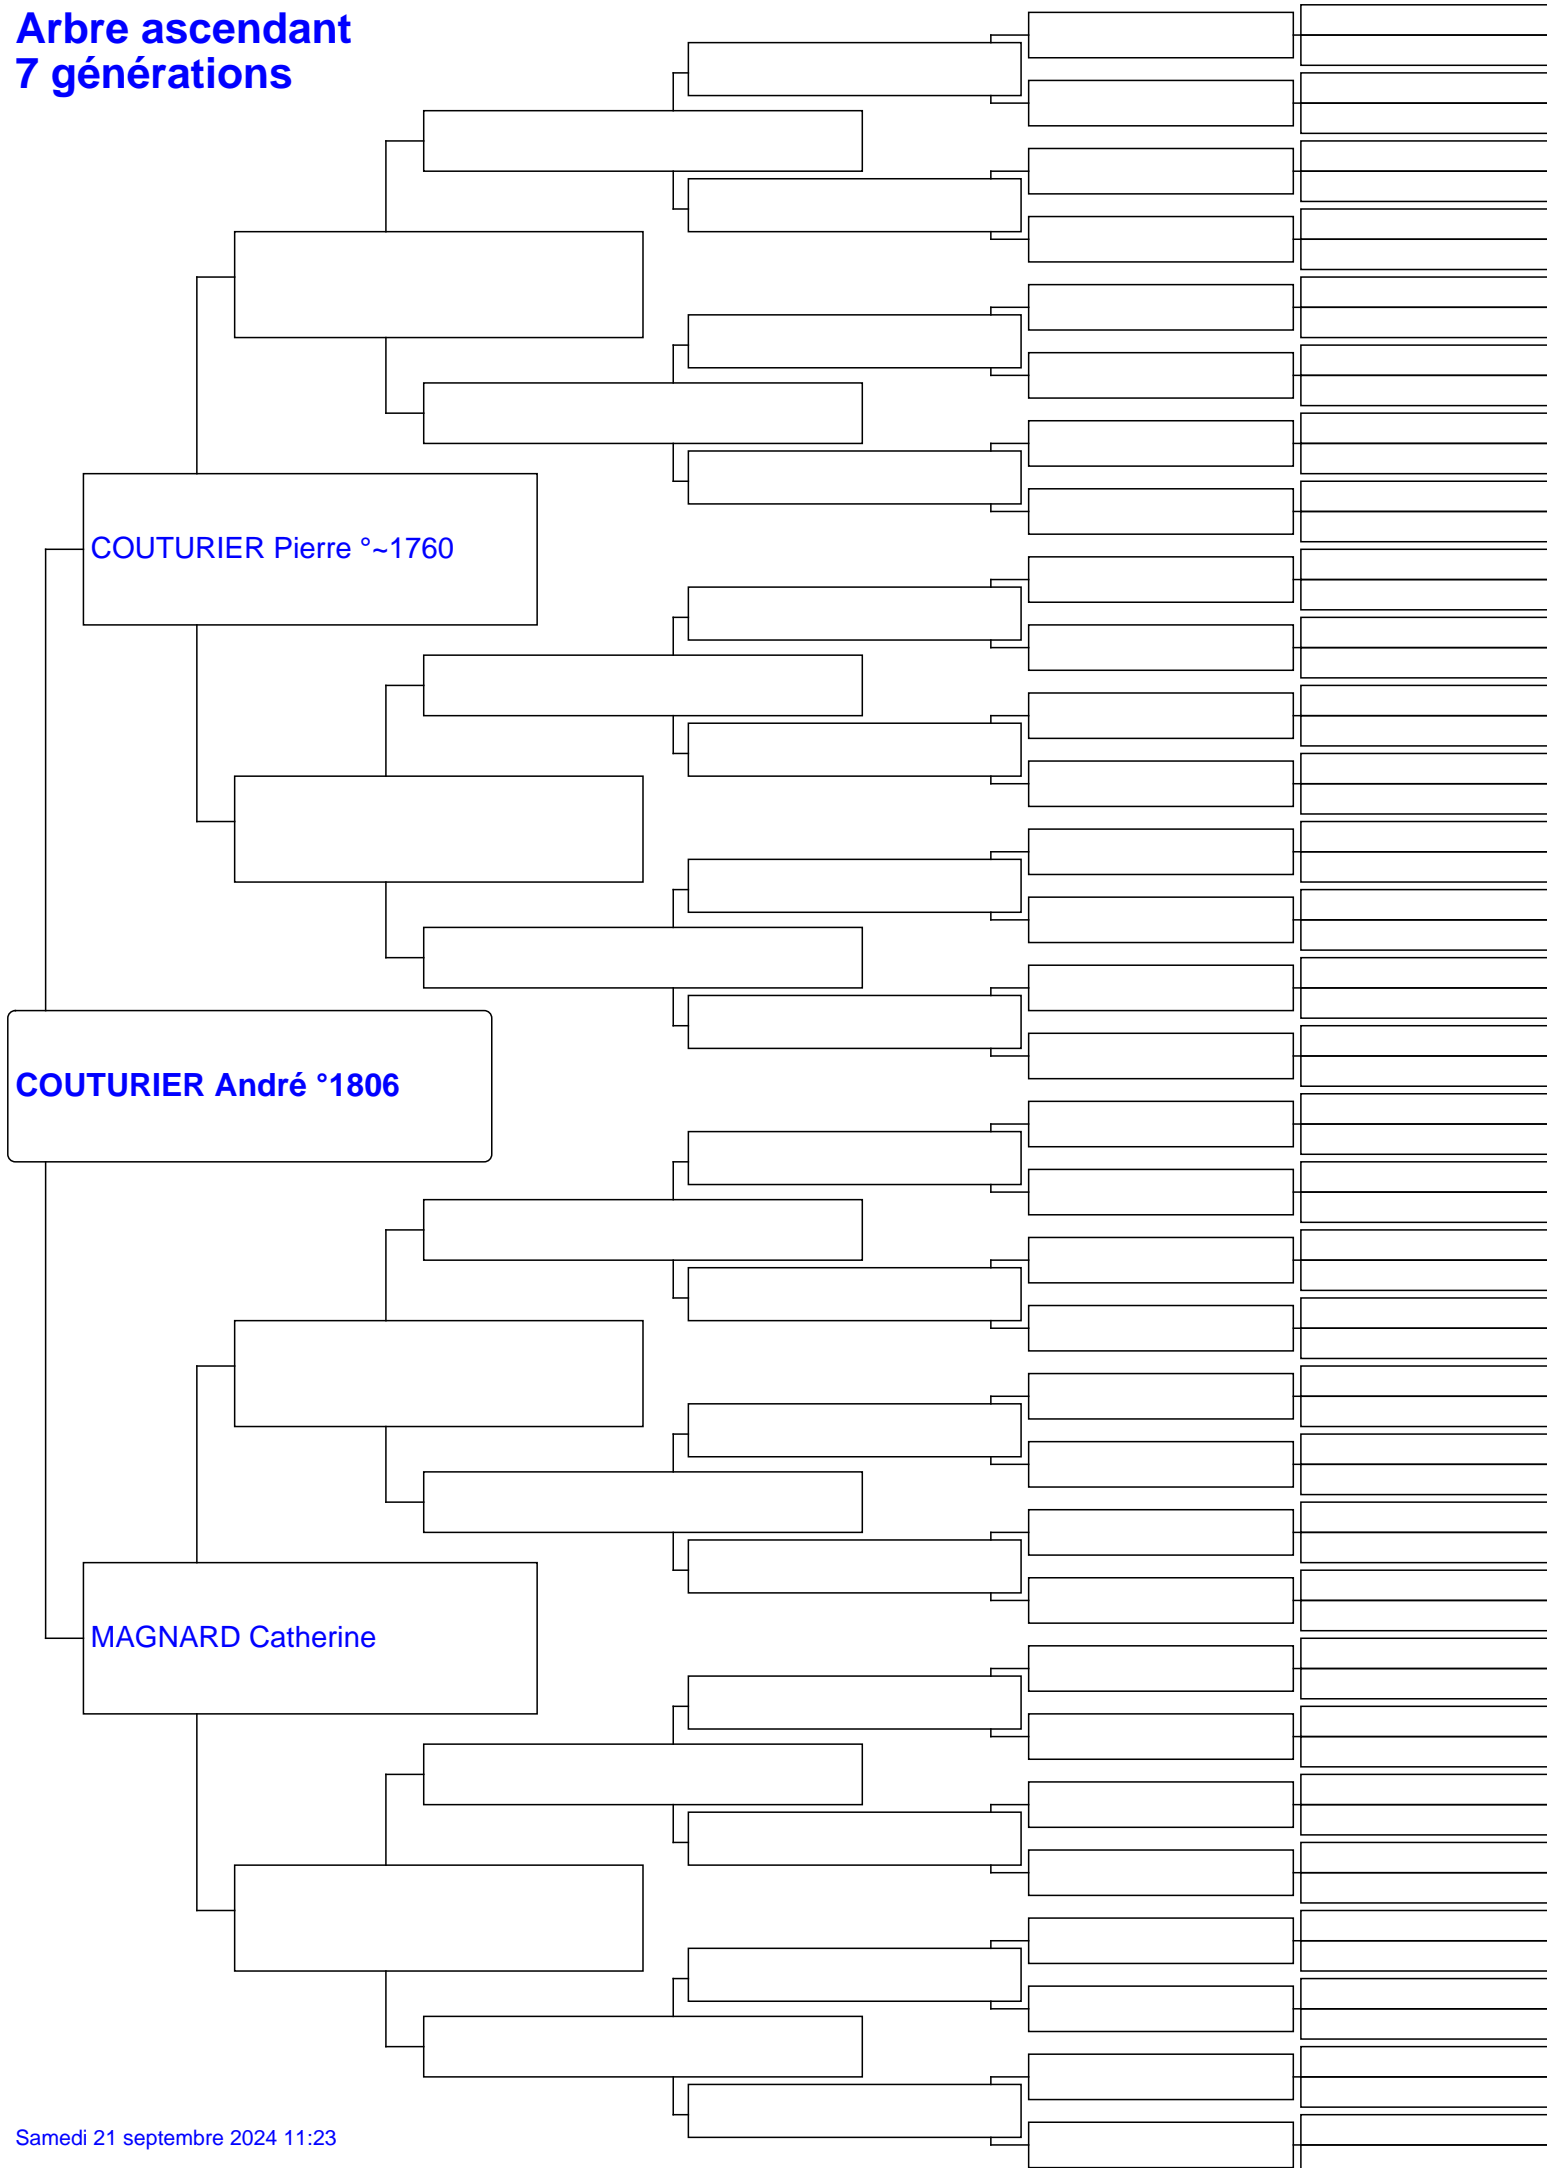 Arbre ascendant
7 générations
COUTURIER Pierre °~1760
COUTURIER André °1806
MAGNARD Catherine
Samedi 21 septembre 2024 11:23